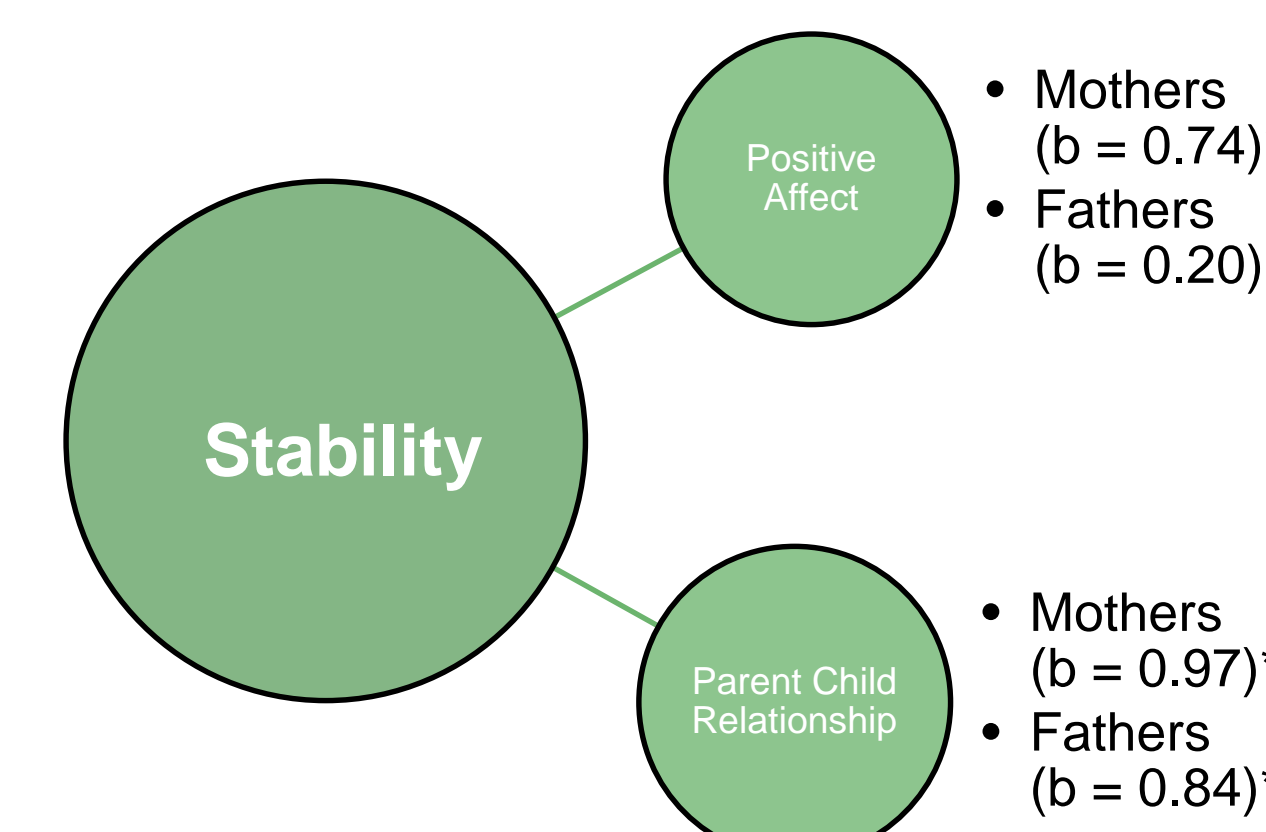 Positive
Affect
• Mothers
(b = 0.74)
• Fathers
(b = 0.20)
Stability
Parent Child
Relationship
• Mothers
(b = 0.97)*
• Fathers
(b = 0.84)*